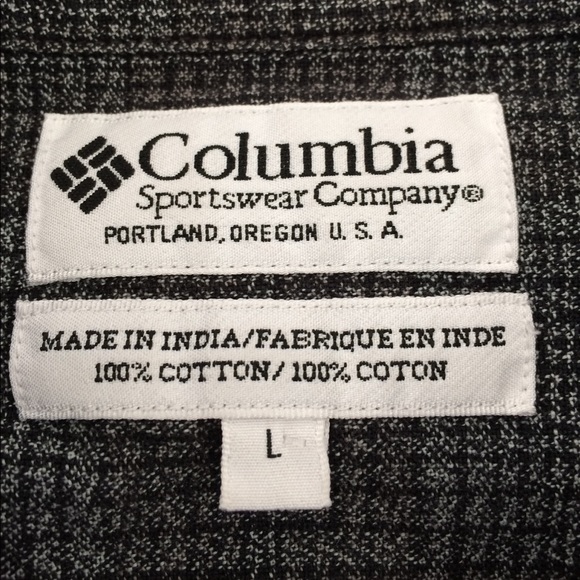 Columbia
Sportswear Company®
PORTLAND, OREGON U.S.A.
MADE IN INDIA/FABRIQUE EN INDE
100% COTTON/100% COTON
L